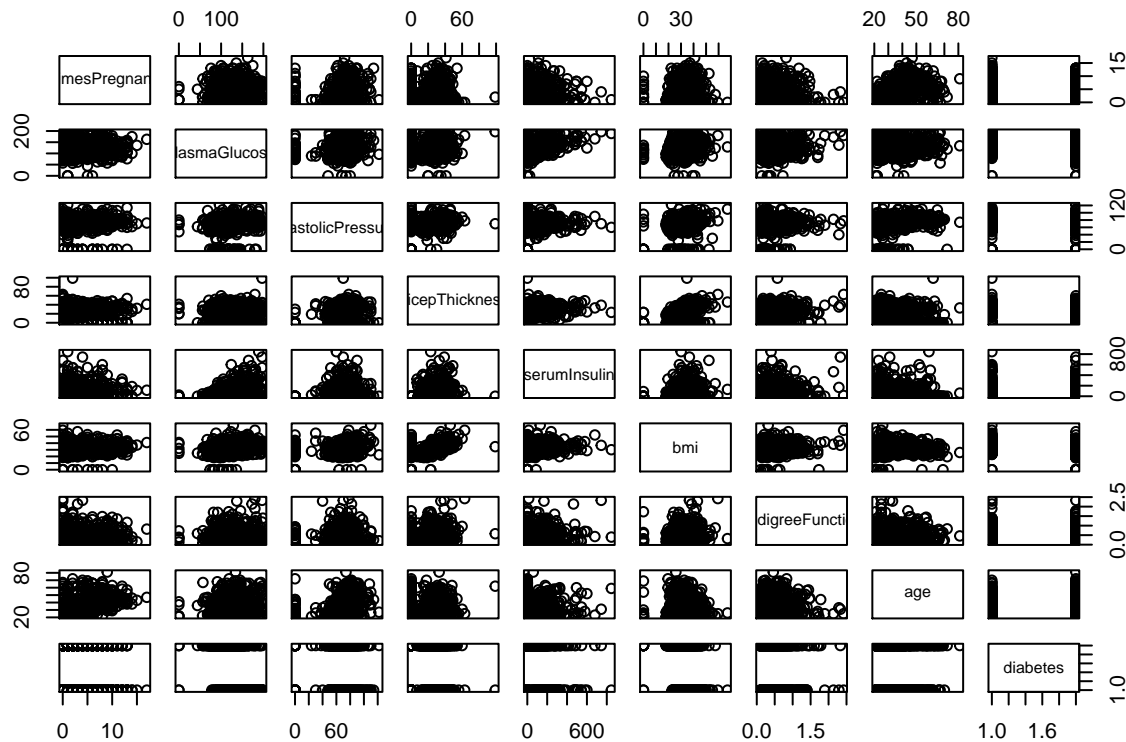 0 100 0 60 0 30 20 50 80
mesPregnan 0 15
0 200 lasmaGlucos
astolicPressu 0 120
0 80 icepThicknes
serumInsulin 0 800
0 60 bmi
digreeFuncti 0.0 2.5
20 80 age
diabetes 1.0
0 10 60 0 600 0.0 1.5 1.0 1.6